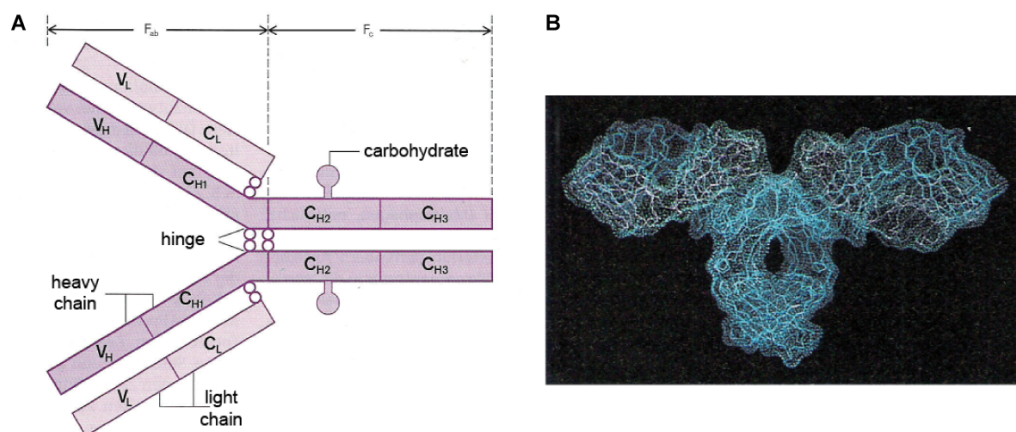 A
B
Fab
Fc
VL
CL
VH
CH1
carbohydrate
CH2
CH3
hinge
CH2
CH3
heavy
chain
CH1
VH
CL
VL
light
chain